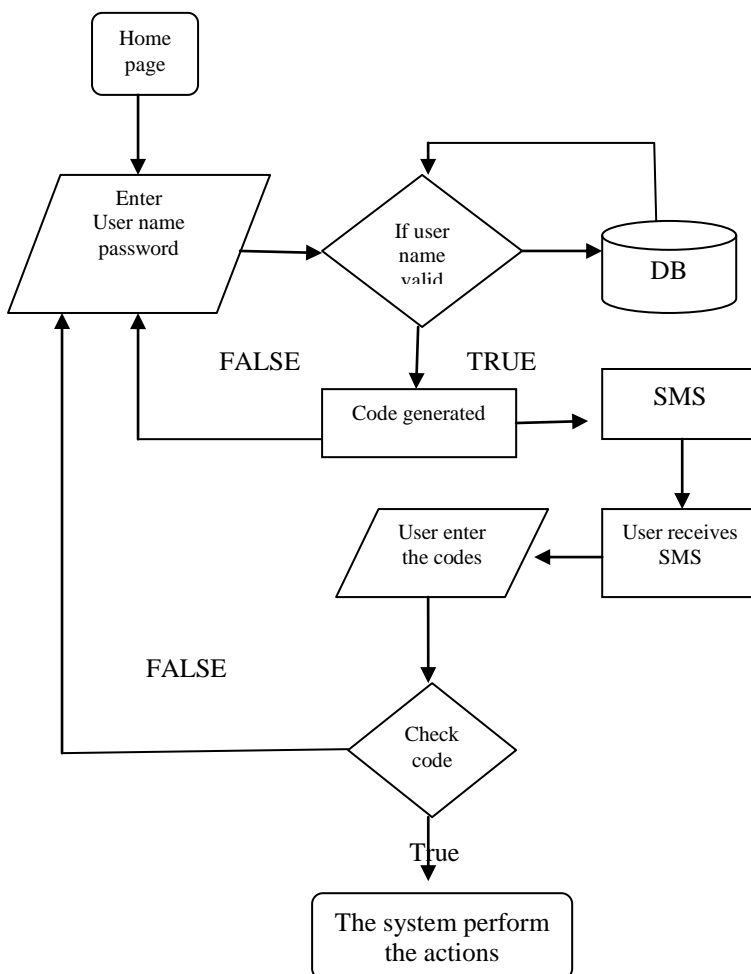 Home
page
Enter
User name
password
If user
name
valid
DB
FALSE
TRUE
Code generated
SMS
User enter
the codes
User receives
SMS
FALSE
Check
code
True
The system perform
the actions